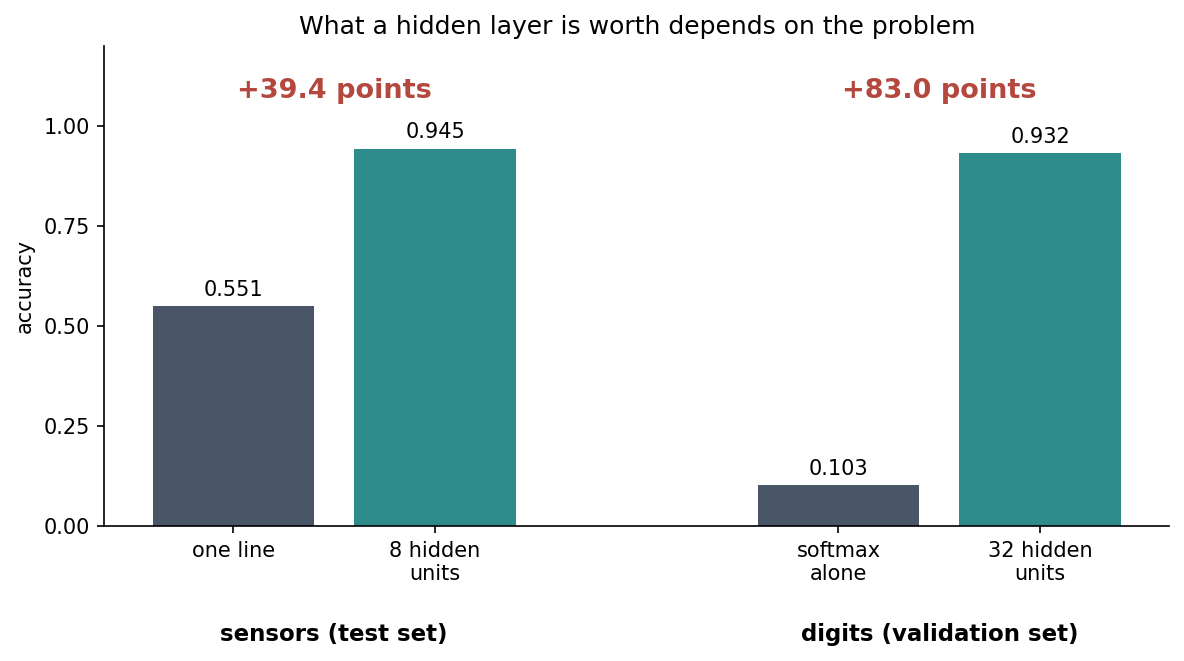 What a hidden layer is worth depends on the problem
+39.4 points
+83.0 points
accuracy
1.00
0.75
0.50
0.25
0.00
0.551
0.945
0.103
0.932
one line
8 hidden
units
softmax
alone
32 hidden
units
sensors (test set)
digits (validation set)